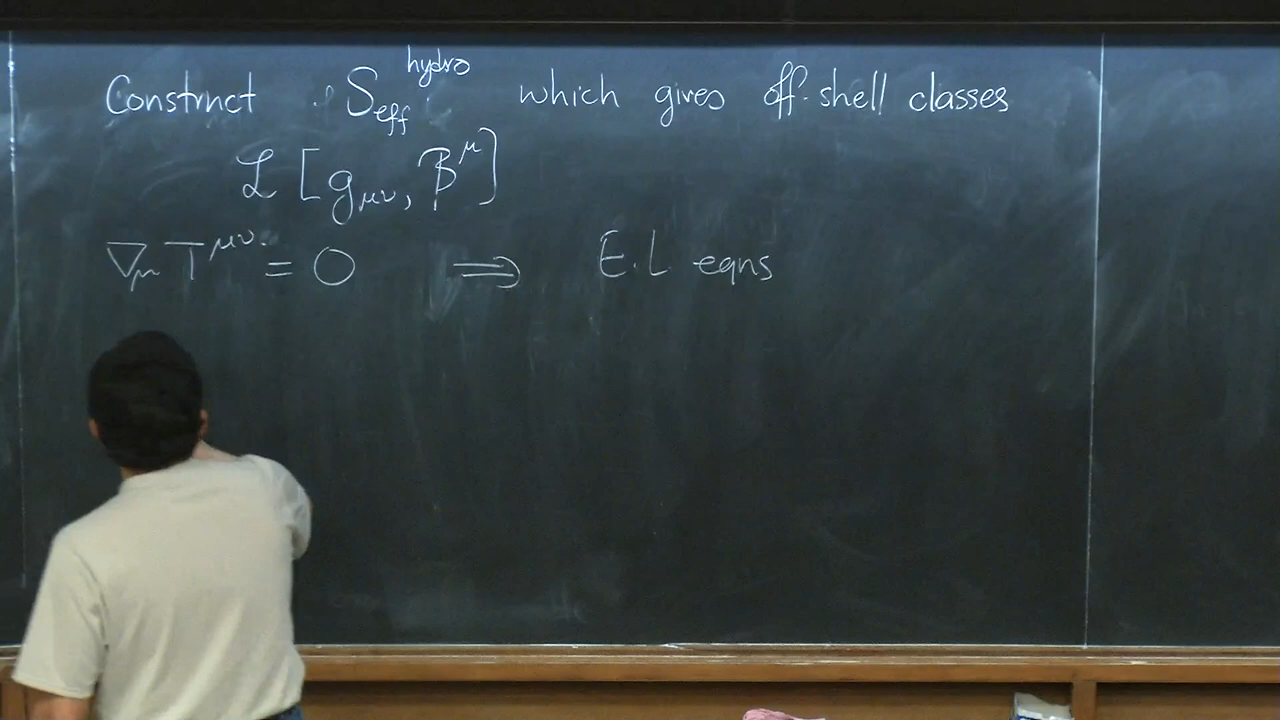 Construct S_eff^hydro which gives off-shell classes
ℒ [g_μν, β^μ]
∇_μ T^μν = 0 ⟹ E.L eqns